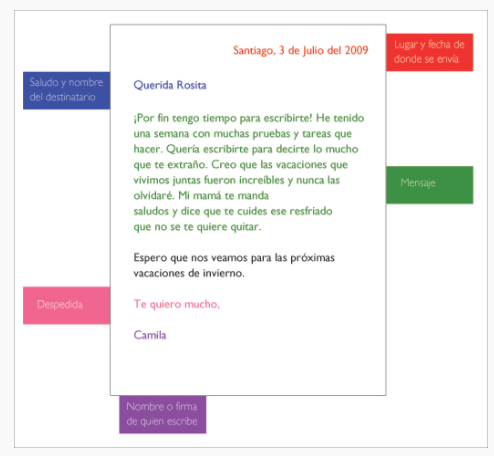 Santiago, 3 de Julio del 2009
Lugar y fecha de
donde se envía
Saludo y nombre
del destinatario
Querida Rosita
¡Por fin tengo tiempo para escribirte! He tenido
una semana con muchas pruebas y tareas que
hacer. Quería escribirte para decirte lo mucho
que te extraño. Creo que las vacaciones que
vivimos juntas fueron increíbles y nunca las
olvidaré. Mi mamá te manda
saludos y dice que te cuides ese resfriado
que no se te quiere quitar.
Mensaje
Espero que nos veamos para las próximas
vacaciones de invierno.
Despedida
Te quiero mucho,
Camila
Nombre o firma
de quien escribe